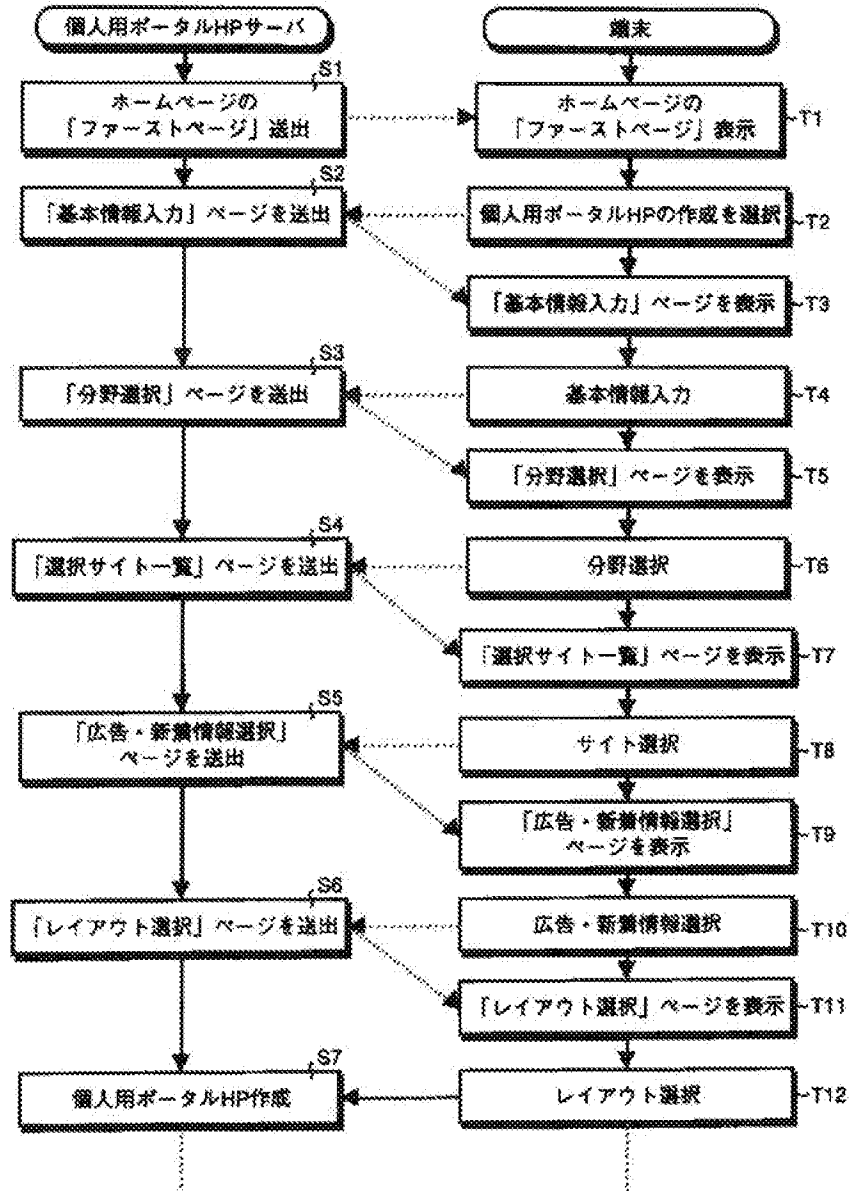 個人用ポータルHPサーバ
端末
S1
ホームページの
「ファーストページ」送出
ホームページの
「ファーストページ」表示
T1
S2
「基本情報入力」ページを送出
個人用ポータルHPの作成を選択
T2
「基本情報入力」ページを表示
T3
S3
「分野選択」ページを送出
基本情報入力
T4
「分野選択」ページを表示
T5
S4
「選択サイト一覧」ページを送出
分野選択
T6
「選択サイト一覧」ページを表示
T7
S5
「広告・新着情報選択」
ページを送出
サイト選択
T8
「広告・新着情報選択」
ページを表示
T9
S6
「レイアウト選択」ページを送出
広告・新着情報選択
T10
「レイアウト選択」ページを表示
T11
S7
個人用ポータルHP作成
レイアウト選択
T12